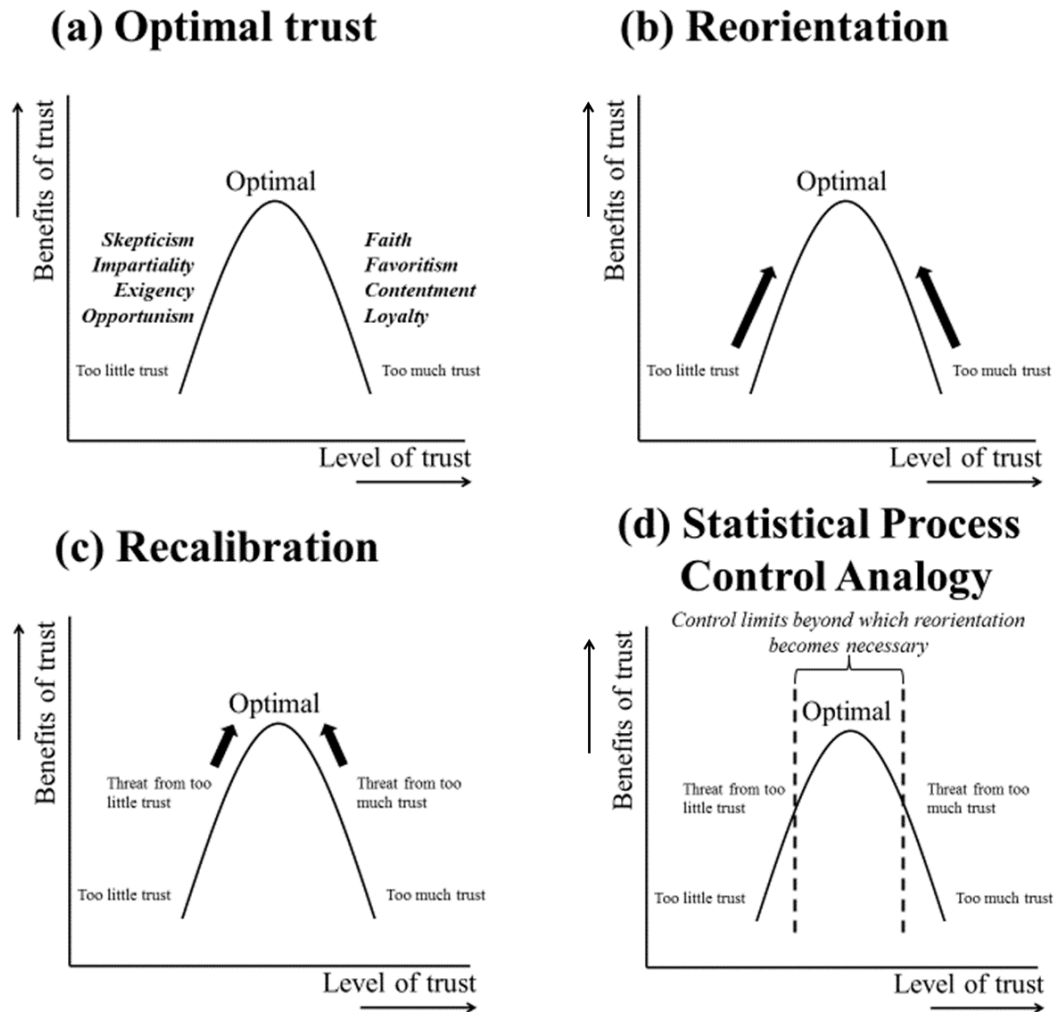 (a) Optimal trust
Benefits of trust
Optimal
Skepticism
Impartiality
Exigency
Opportunism
Faith
Favoritism
Contentment
Loyalty
Too little trust
Too much trust
Level of trust
(b) Reorientation
Benefits of trust
Optimal
Too little trust
Too much trust
Level of trust
(c) Recalibration
Benefits of trust
Optimal
Threat from too
little trust
Threat from too
much trust
Too little trust
Too much trust
Level of trust
(d) Statistical Process
Control Analogy
Control limits beyond which reorientation
becomes necessary
Benefits of trust
Optimal
Threat from too
little trust
Threat from too
much trust
Too little trust
Too much trust
Level of trust